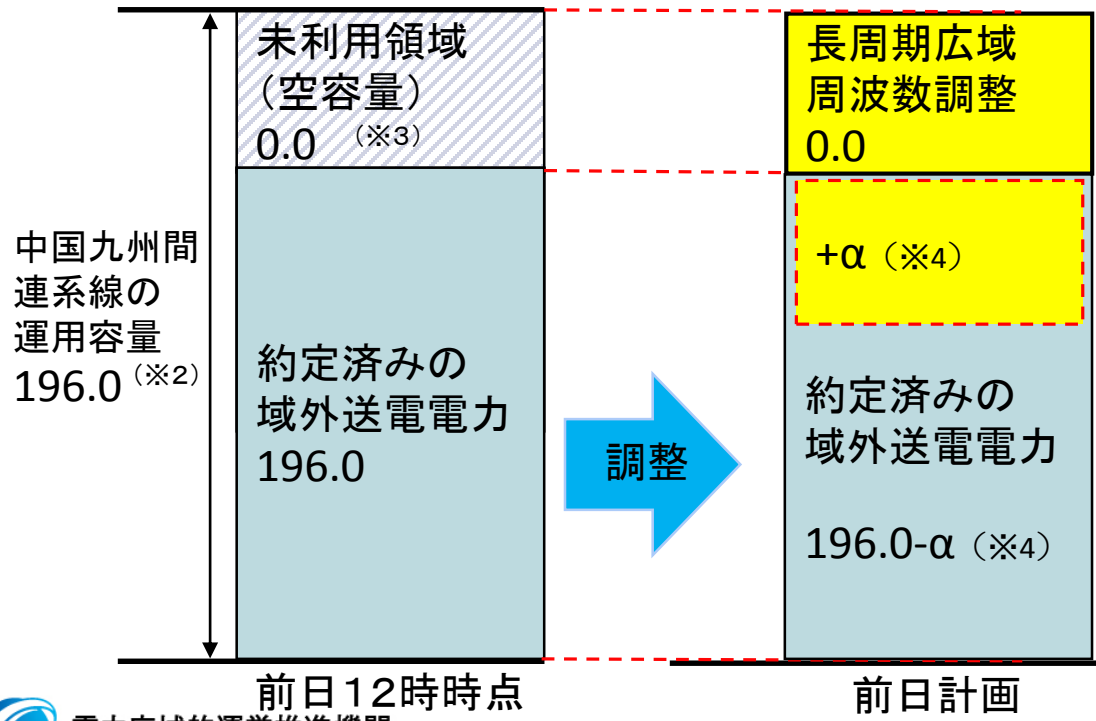 未利用領域
(空容量)
0.0 (※3)
中国九州間
連系線の
運用容量
196.0(※2)
約定済みの
域外送電電力
196.0
調整
長周期広域
周波数調整
0.0
+α (※4)
約定済みの
域外送電電力
196.0-α (※4)
前日12時時点
前日計画